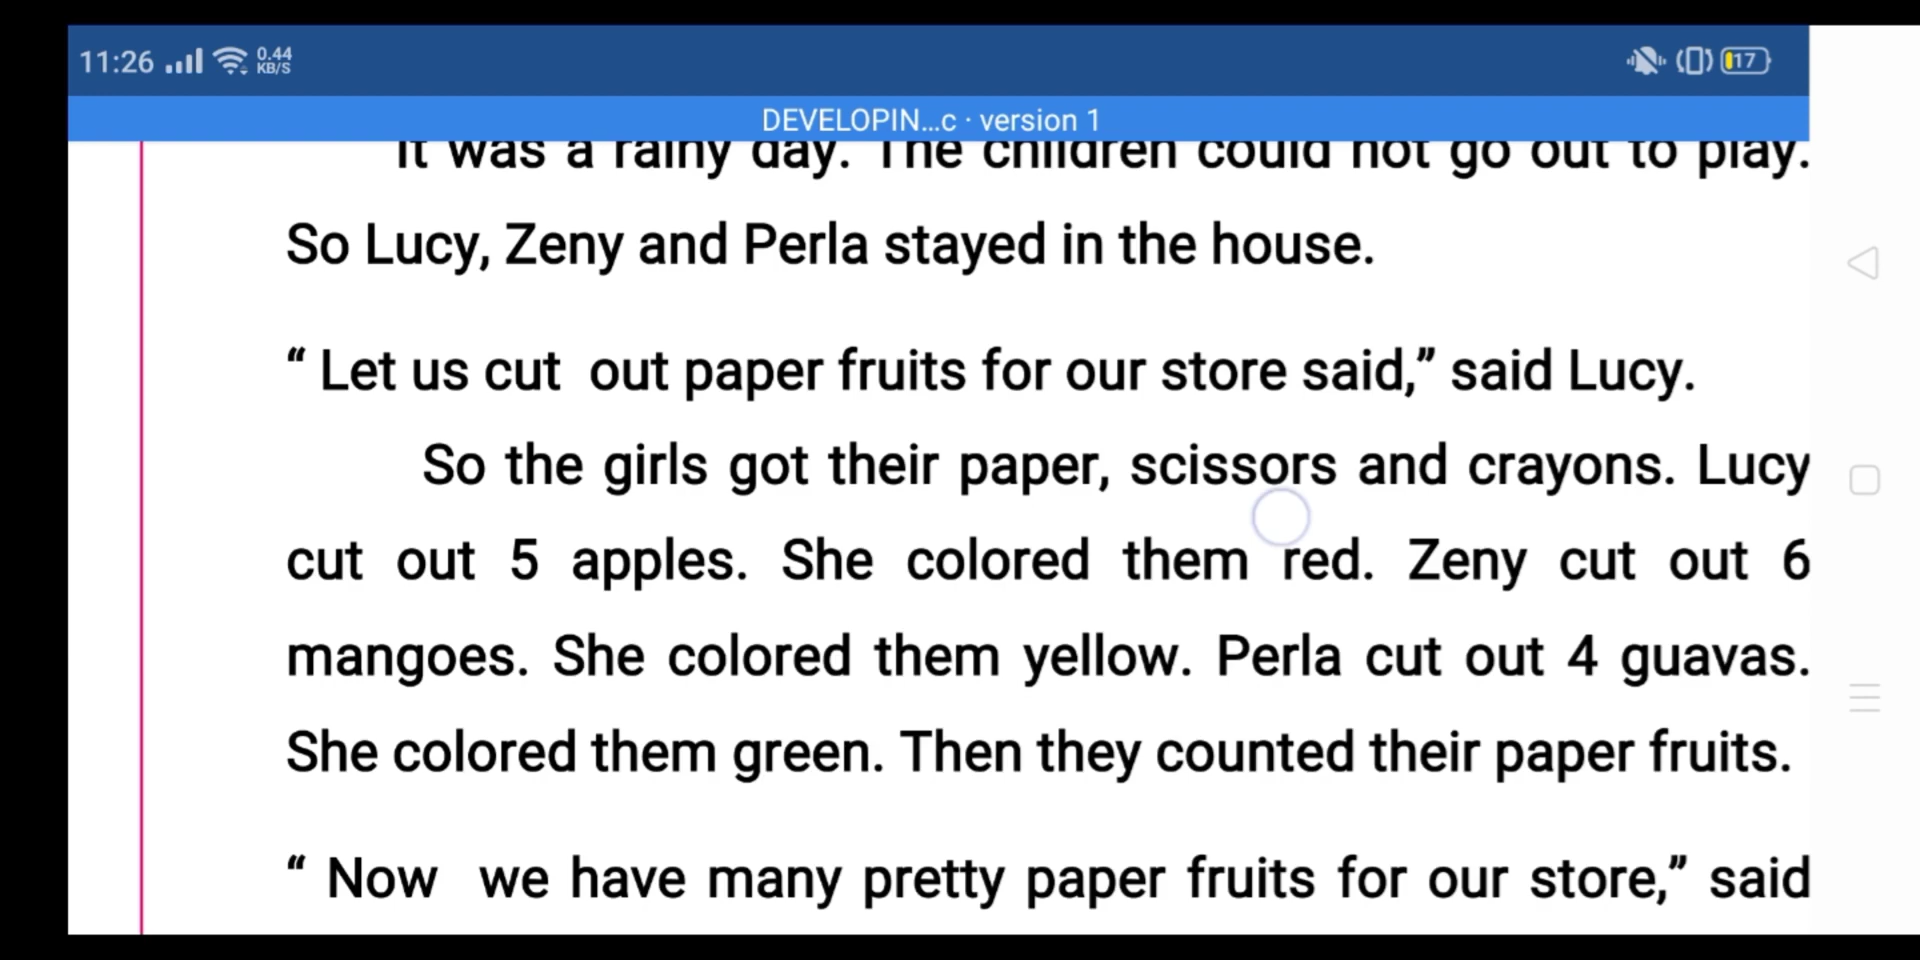 11:26 0.44 KB/S 17
DEVELOPIN...c · version 1
It was a rainy day. The children could not go out to play.
So Lucy, Zeny and Perla stayed in the house.
“ Let us cut out paper fruits for our store said,” said Lucy.
So the girls got their paper, scissors and crayons. Lucy
cut out 5 apples. She colored them red. Zeny cut out 6
mangoes. She colored them yellow. Perla cut out 4 guavas.
She colored them green. Then they counted their paper fruits.
“ Now we have many pretty paper fruits for our store,” said